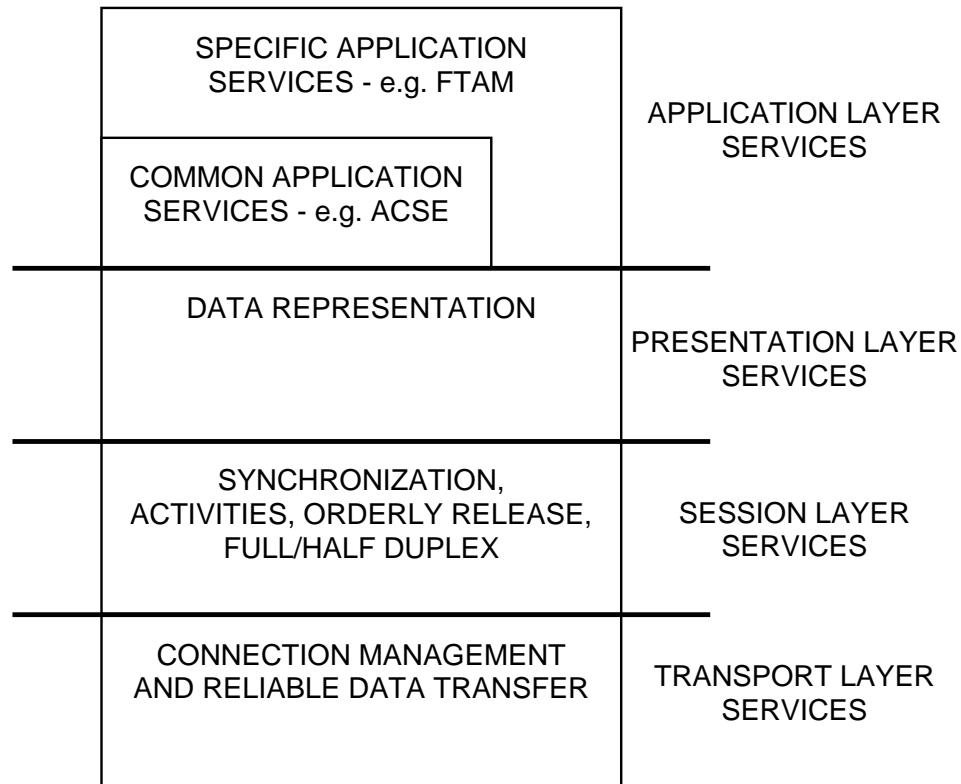 SPECIFIC APPLICATION
SERVICES - e.g. FTAM
APPLICATION LAYER
SERVICES
COMMON APPLICATION
SERVICES - e.g. ACSE
DATA REPRESENTATION
PRESENTATION LAYER
SERVICES
SYNCHRONIZATION,
ACTIVITIES, ORDERLY RELEASE,
FULL/HALF DUPLEX
SESSION LAYER
SERVICES
CONNECTION MANAGEMENT
AND RELIABLE DATA TRANSFER
TRANSPORT LAYER
SERVICES